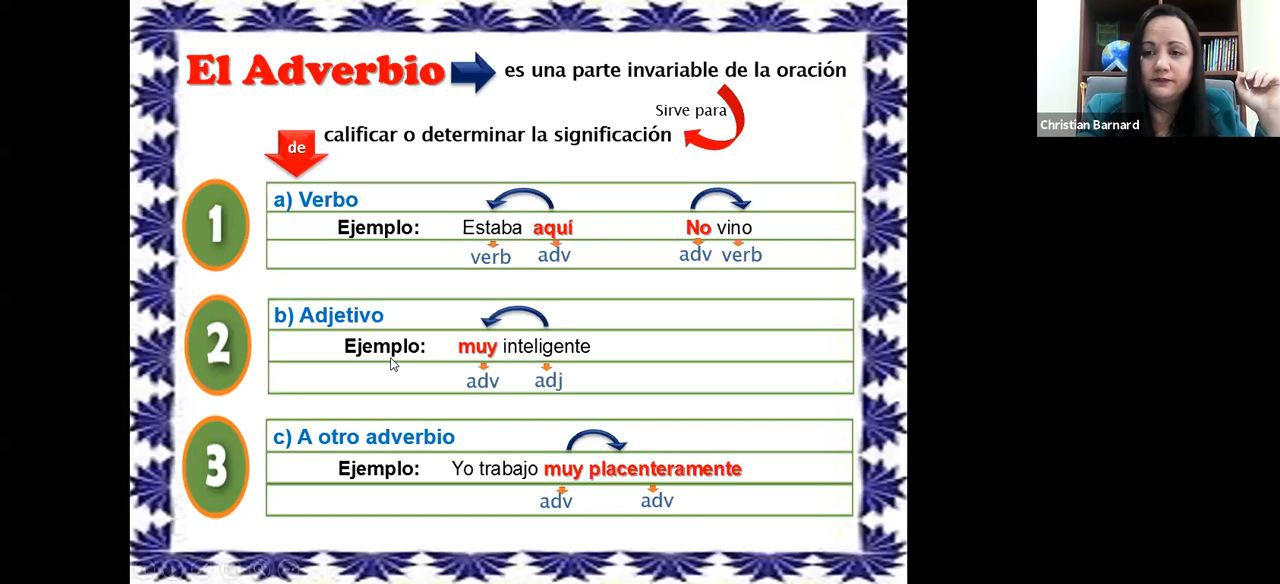 El Adverbio es una parte invariable de la oración
Sirve para
de calificar o determinar la significación
1
a) Verbo
Ejemplo: Estaba aquí No vino
verb adv adv verb
2
b) Adjetivo
Ejemplo: muy inteligente
adv adj
3
c) A otro adverbio
Ejemplo: Yo trabajo muy placenteramente
adv adv
Christian Barnard